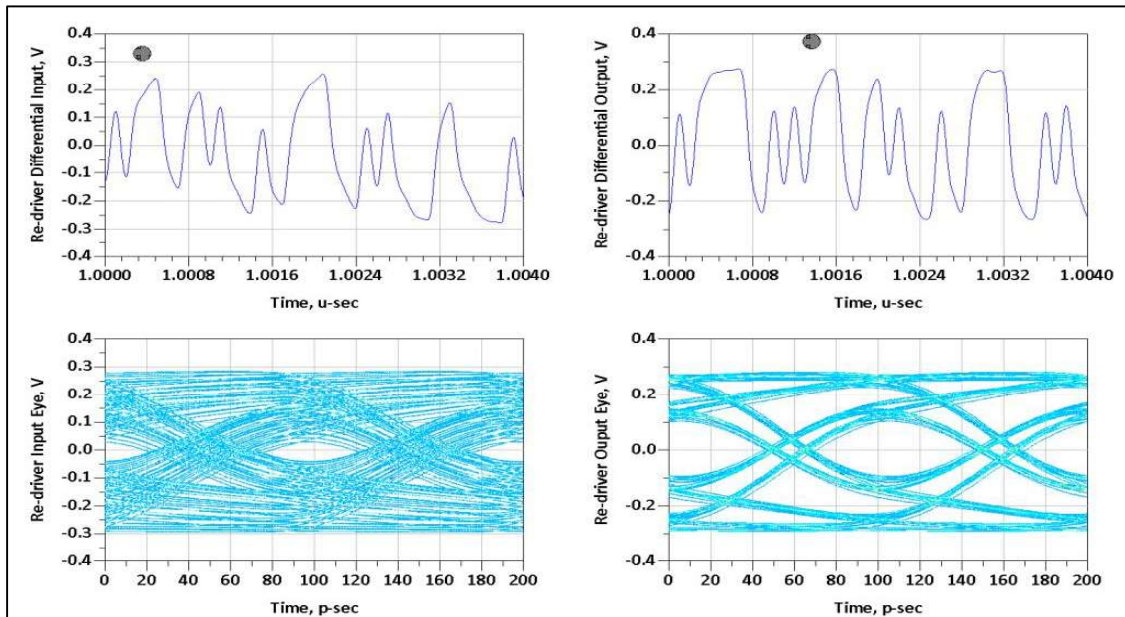 Re-driver Differential Input, V
0.4
0.3
0.2
0.1
0.0
-0.1
-0.2
-0.3
-0.4
1.0000 1.0008 1.0016 1.0024 1.0032 1.0040
Time, u-sec
Re-driver Differential Output, V
0.4
0.2
0.0
-0.2
-0.4
1.0000 1.0008 1.0016 1.0024 1.0032 1.0040
Time, u-sec
Re-driver Input Eye, V
0.4
0.3
0.2
0.1
0.0
-0.1
-0.2
-0.3
-0.4
0 20 40 60 80 100 120 140 160 180 200
Time, p-sec
Re-driver Ouput Eye, V
0.4
0.2
0.0
-0.2
-0.4
0 20 40 60 80 100 120 140 160 180 200
Time, p-sec